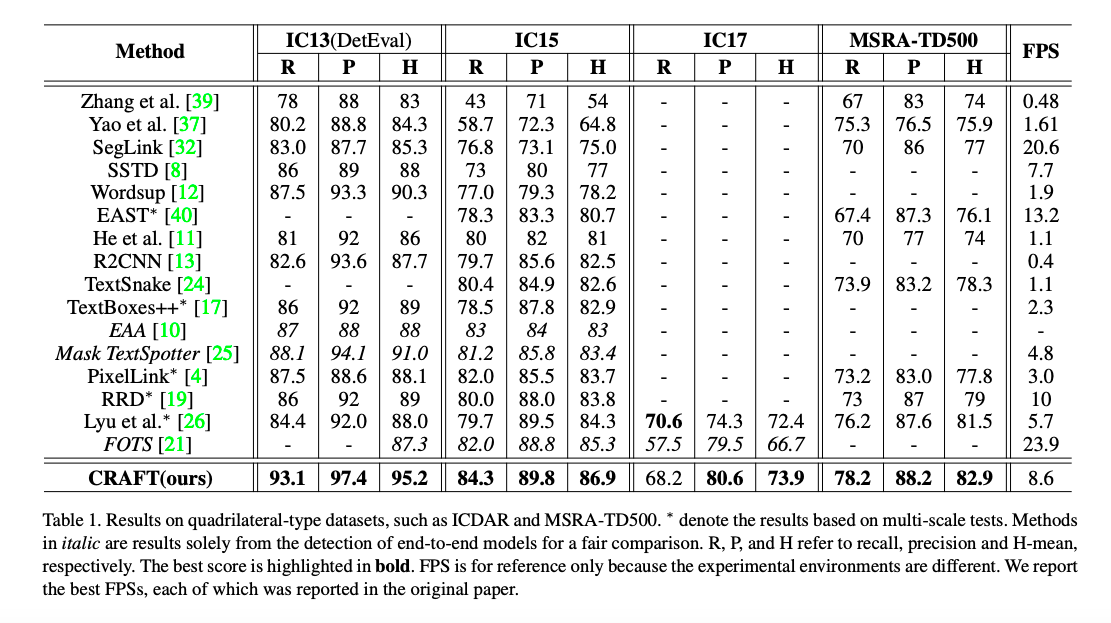 Method IC13(DetEval) IC15 IC17 MSRA-TD500 FPS
R P H R P H R P H R P H
Zhang et al. [39] 78 88 83 43 71 54 - - - 67 83 74 0.48
Yao et al. [37] 80.2 88.8 84.3 58.7 72.3 64.8 - - - 75.3 76.5 75.9 1.61
SegLink [32] 83.0 87.7 85.3 76.8 73.1 75.0 - - - 70 86 77 20.6
SSTD [8] 86 89 88 73 80 77 - - - - - - 7.7
Wordsup [12] 87.5 93.3 90.3 77.0 79.3 78.2 - - - - - - 1.9
EAST* [40] - - - 78.3 83.3 80.7 - - - 67.4 87.3 76.1 13.2
He et al. [11] 81 92 86 80 82 81 - - - 70 77 74 1.1
R2CNN [13] 82.6 93.6 87.7 79.7 85.6 82.5 - - - - - - 0.4
TextSnake [24] - - - 80.4 84.9 82.6 - - - 73.9 83.2 78.3 1.1
TextBoxes++* [17] 86 92 89 78.5 87.8 82.9 - - - - - - 2.3
EAA [10] 87 88 88 83 84 83 - - - - - - -
Mask TextSpotter [25] 88.1 94.1 91.0 81.2 85.8 83.4 - - - - - - 4.8
PixelLink* [4] 87.5 88.6 88.1 82.0 85.5 83.7 - - - 73.2 83.0 77.8 3.0
RRD* [19] 86 92 89 80.0 88.0 83.8 - - - 73 87 79 10
Lyu et al.* [26] 84.4 92.0 88.0 79.7 89.5 84.3 70.6 74.3 72.4 76.2 87.6 81.5 5.7
FOTS [21] - - 87.3 82.0 88.8 85.3 57.5 79.5 66.7 - - - 23.9
CRAFT(ours) 93.1 97.4 95.2 84.3 89.8 86.9 68.2 80.6 73.9 78.2 88.2 82.9 8.6
Table 1. Results on quadrilateral-type datasets, such as ICDAR and MSRA-TD500. * denote the results based on multi-scale tests. Methods
in italic are results solely from the detection of end-to-end models for a fair comparison. R, P, and H refer to recall, precision and H-mean,
respectively. The best score is highlighted in bold. FPS is for reference only because the experimental environments are different. We report
the best FPSs, each of which was reported in the original paper.